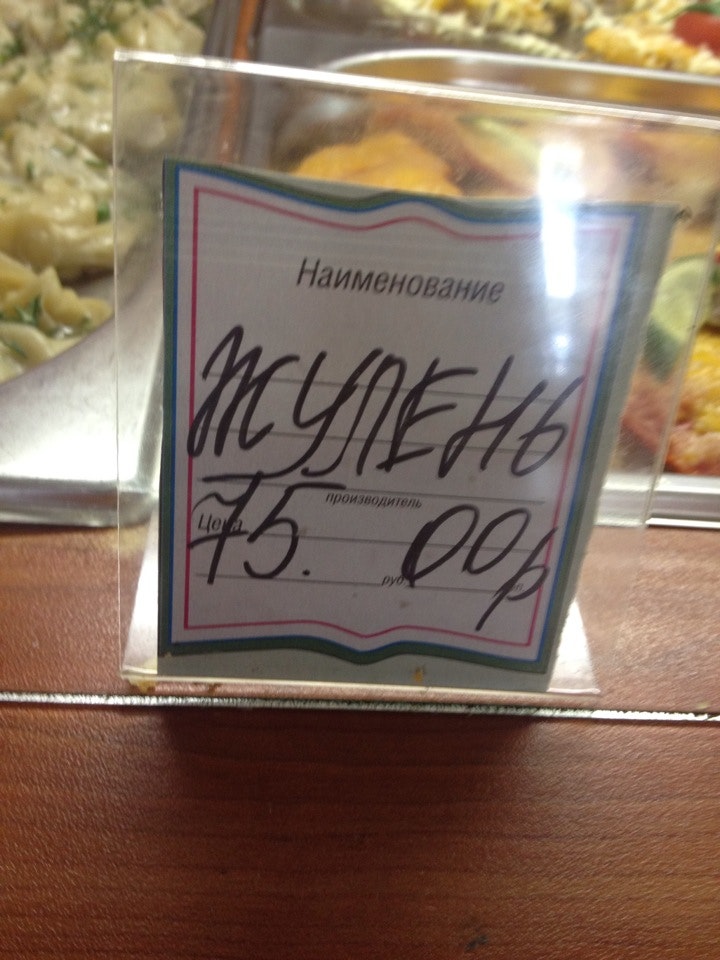 Наименование
ЖУЛЕНЬ
производитель
Цена 75. руб. 00р